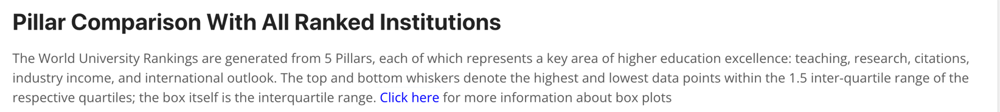 Pillar Comparison With All Ranked Institutions
The World University Rankings are generated from 5 Pillars, each of which represents a key area of higher education excellence: teaching, research, citations,
industry income, and international outlook. The top and bottom whiskers denote the highest and lowest data points within the 1.5 inter-quartile range of the
respective quartiles; the box itself is the interquartile range. Click here for more information about box plots